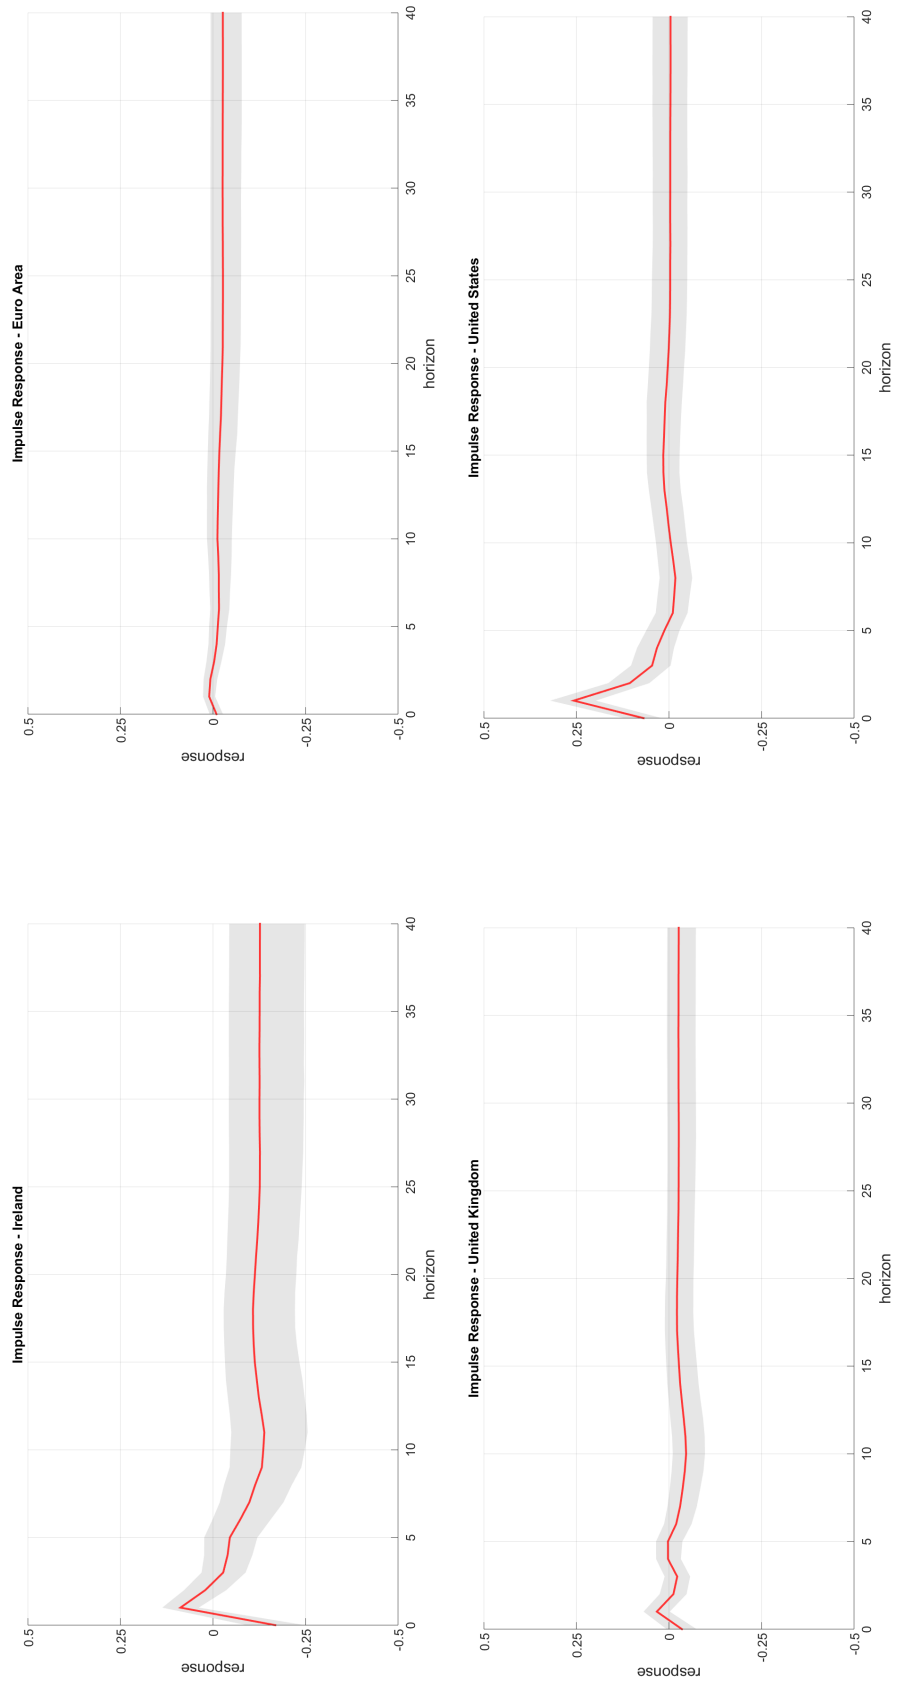 Impulse Response - Ireland
0.5
0.25
0
-0.25
-0.5
response
0 5 10 15 20 25 30 35 40
horizon
Impulse Response - Euro Area
0.5
0.25
0
-0.25
-0.5
response
0 5 10 15 20 25 30 35 40
horizon
Impulse Response - United Kingdom
0.5
0.25
0
-0.25
-0.5
response
0 5 10 15 20 25 30 35 40
horizon
Impulse Response - United States
0.5
0.25
0
-0.25
-0.5
response
0 5 10 15 20 25 30 35 40
horizon